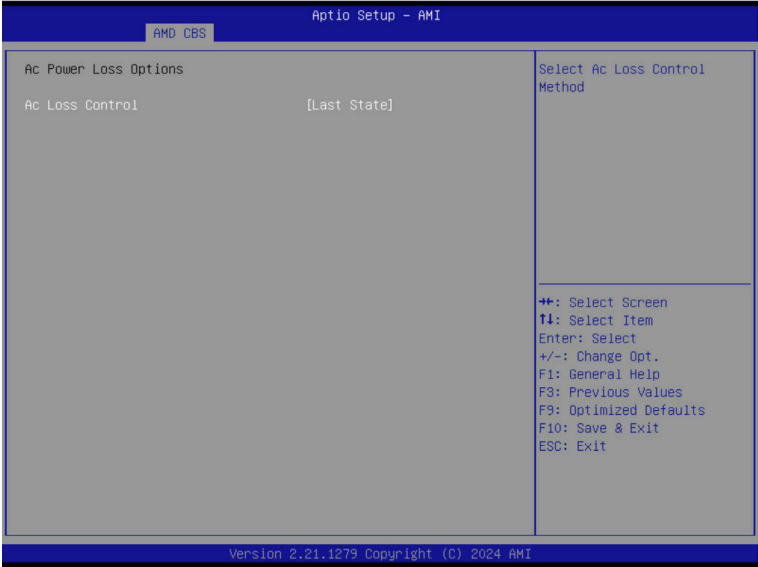 Aptio Setup - AMI
AMD CBS
Ac Power Loss Options
Ac Loss Control [Last State]
Select Ac Loss Control
Method
→←: Select Screen
↑↓: Select Item
Enter: Select
+/-: Change Opt.
F1: General Help
F3: Previous Values
F9: Optimized Defaults
F10: Save & Exit
ESC: Exit
Version 2.21.1279 Copyright (C) 2024 AMI